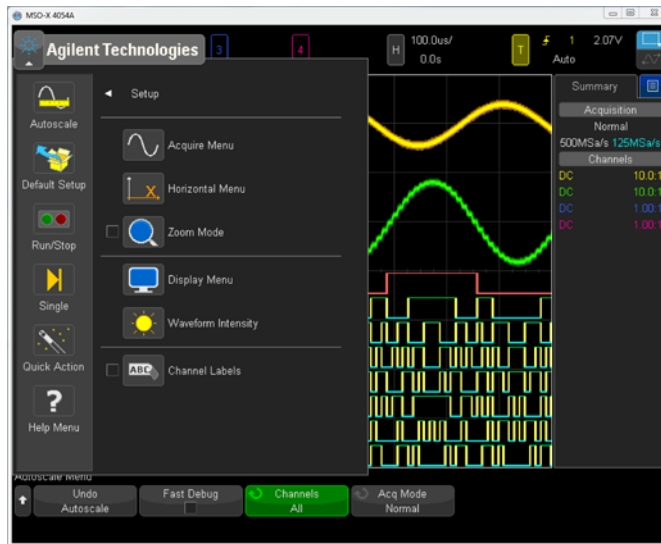 MSO-X 4054A
Agilent Technologies
3
4
H
100.0us/
0.0s
T
1
2.07V
Auto
Autoscale
Default Setup
Run/Stop
Single
Quick Action
?
Help Menu
Setup
Acquire Menu
X
Horizontal Menu
Zoom Mode
Display Menu
Waveform Intensity
ABC
Channel Labels
Summary
Acquisition
Normal
500MSa/s 125MSa/s
Channels
DC 10.0:1
DC 10.0:1
DC 1.00:1
DC 1.00:1
Autoscale Menu
Undo
Autoscale
Fast Debug
Channels
All
Acq Mode
Normal